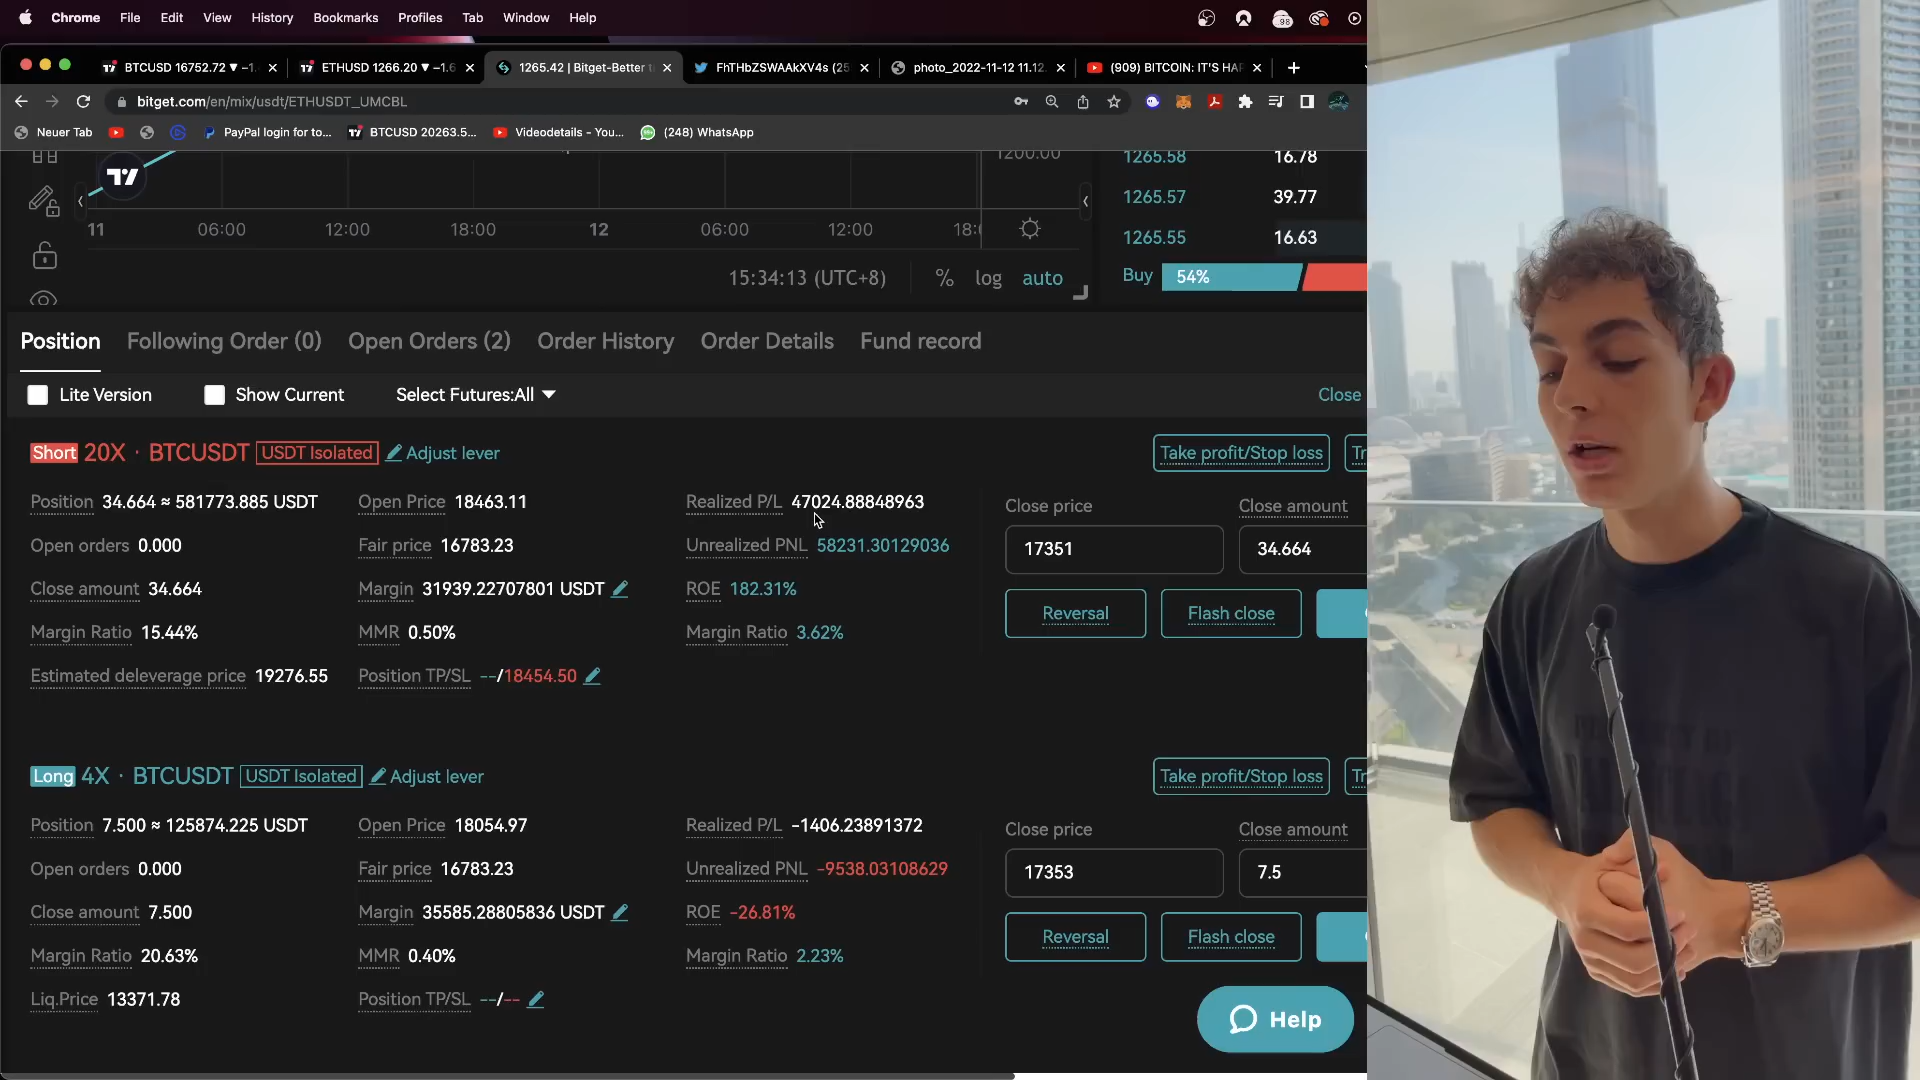 Chrome File Edit View History Bookmarks Profiles Tab Window Help
BTCUSD 16752.72 ▼ −1. ETHUSD 1266.20 ▼ −1.6 1265.42 | Bitget-Better t FhTHbZSWAAkXV4s (25 photo_2022-11-12 11.12. (909) BITCOIN: IT'S HAP
bitget.com/en/mix/usdt/ETHUSDT_UMCBL
Neuer Tab PayPal login for to... BTCUSD 20263.5... Videodetails - You... (248) WhatsApp
1200.00 1265.58 16.78
1265.57 39.77
11 06:00 12:00 18:00 12 06:00 12:00 18:0
1265.55 16.63
15:34:13 (UTC+8) % log auto
Buy 54%
Position Following Order (0) Open Orders (2) Order History Order Details Fund record
Lite Version Show Current Select Futures:All Close
Short 20X · BTCUSDT USDT Isolated Adjust lever Take profit/Stop loss Tr
Position 34.664 ≈ 581773.885 USDT Open Price 18463.11 Realized P/L 47024.88848963 Close price Close amount
Open orders 0.000 Fair price 16783.23 Unrealized PNL 58231.30129036 17351 34.664
Close amount 34.664 Margin 31939.22707801 USDT ROE 182.31%
Reversal Flash close
Margin Ratio 15.44% MMR 0.50% Margin Ratio 3.62%
Estimated deleverage price 19276.55 Position TP/SL --/18454.50
Long 4X · BTCUSDT USDT Isolated Adjust lever Take profit/Stop loss Tr
Position 7.500 ≈ 125874.225 USDT Open Price 18054.97 Realized P/L -1406.23891372 Close price Close amount
Open orders 0.000 Fair price 16783.23 Unrealized PNL -9538.03108629 17353 7.5
Close amount 7.500 Margin 35585.28805836 USDT ROE -26.81%
Reversal Flash close
Margin Ratio 20.63% MMR 0.40% Margin Ratio 2.23%
Liq.Price 13371.78 Position TP/SL --/--
Help